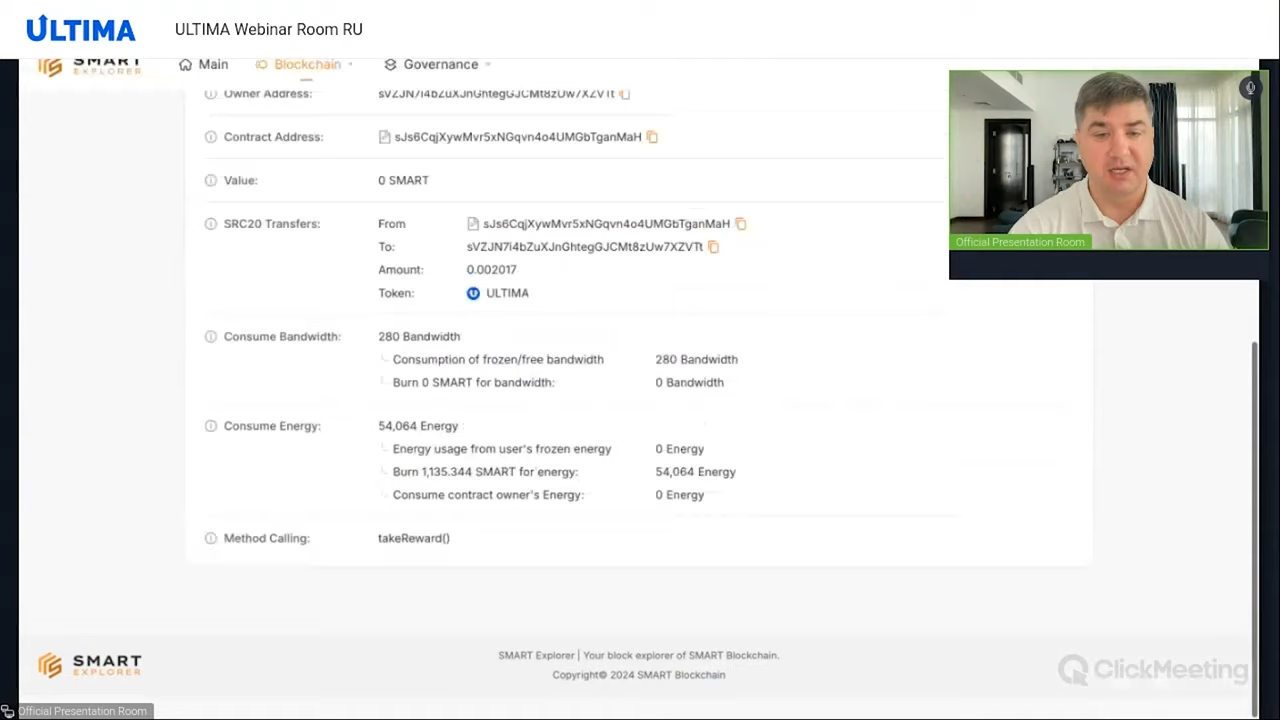 ULTIMA ULTIMA Webinar Room RU
SMART EXPLORER Main Blockchain Governance
Owner Address:
Contract Address: sJs6CqjXywMvr5xNGqvn4o4UMGbTganMaH
Value: 0 SMART
SRC20 Transfers: From sJs6CqjXywMvr5xNGqvn4o4UMGbTganMaH
To: sVZJN7i4bZuXJnGhtegGJCMt8zUw7XZVTt
Amount: 0.002017
Token: ULTIMA
Consume Bandwidth: 280 Bandwidth
Consumption of frozen/free bandwidth 280 Bandwidth
Burn 0 SMART for bandwidth: 0 Bandwidth
Consume Energy: 54,064 Energy
Energy usage from user's frozen energy 0 Energy
Burn 1,135.344 SMART for energy: 54,064 Energy
Consume contract owner's Energy: 0 Energy
Method Calling: takeReward()
Official Presentation Room
SMART EXPLORER
SMART Explorer | Your block explorer of SMART Blockchain.
Copyright© 2024 SMART Blockchain
ClickMeeting
Official Presentation Room